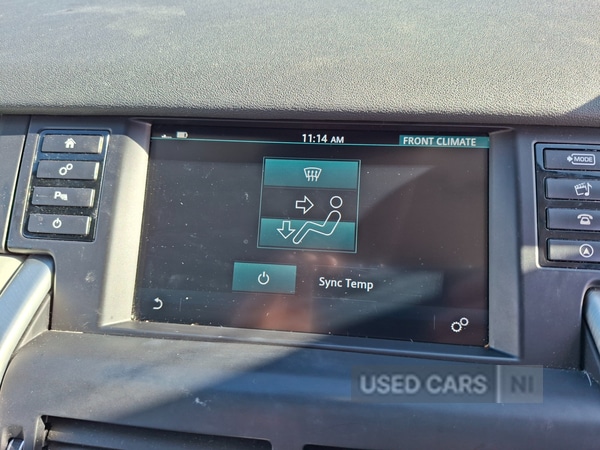 11:14 AM
FRONT CLIMATE
MODE
P
Sync Temp
USED CARS NI